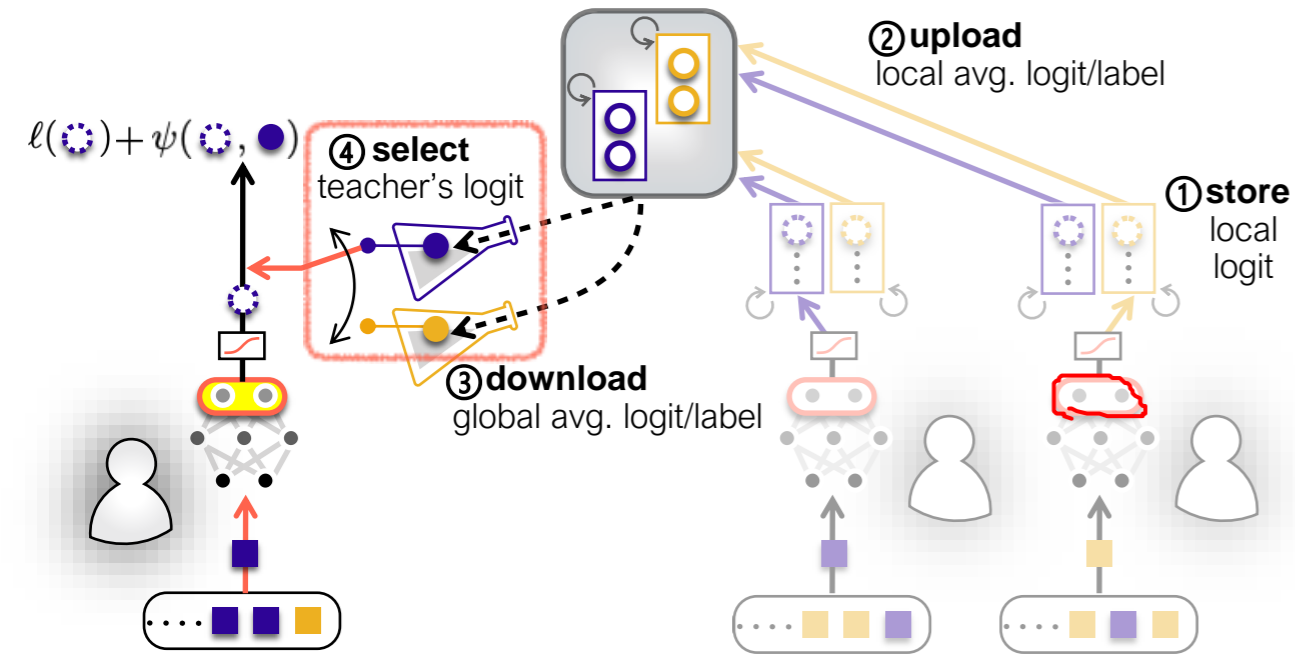 ② upload
local avg. logit/label
ℓ( ) + ψ( , )
④ select
teacher's logit
① store
local
logit
③ download
global avg. logit/label